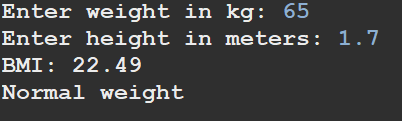 Enter weight in kg: 65
Enter height in meters: 1.7
BMI: 22.49
Normal weight